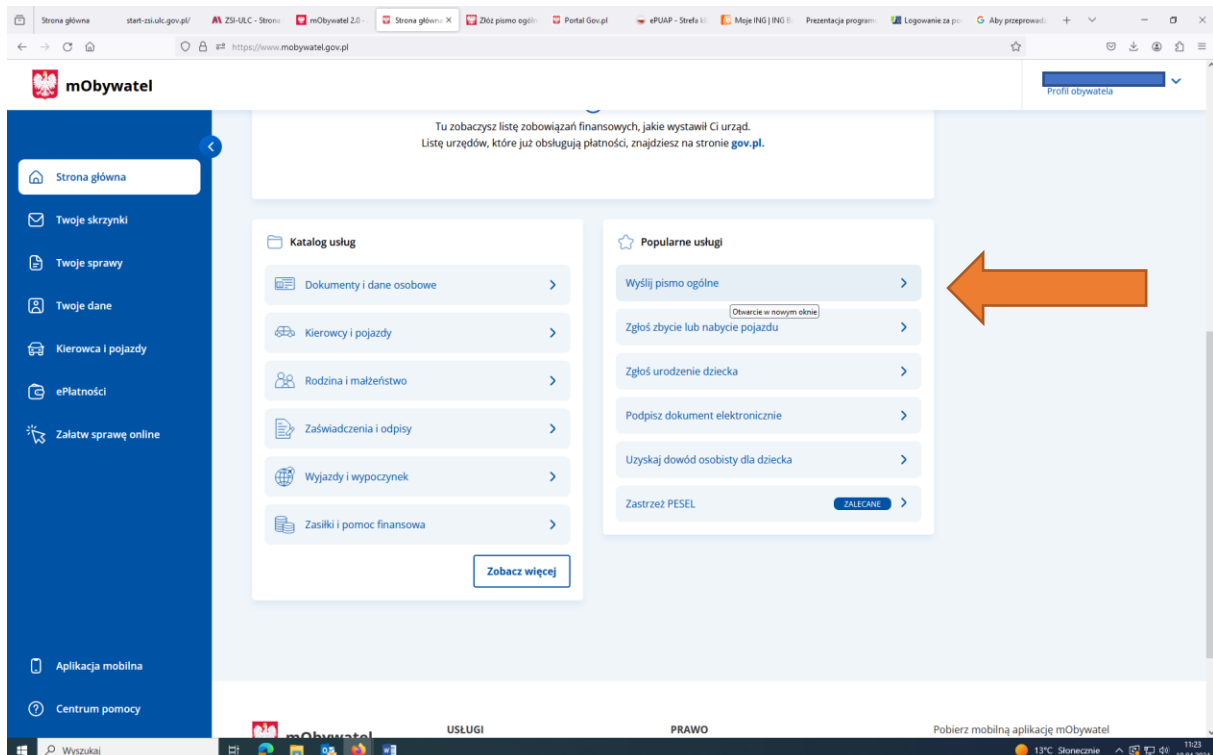 Strona główna
start-zsi.ulc.gov.pl/
ZSI-ULC - Strona
mObywatel 2.0 -
Strona główna
Złóż pismo ogóln
Portal Gov.pl
ePUAP - Strefa kl
Moje ING | ING B
Prezentacja program
Logowanie za po
Aby przeprowadz
https://www.mobywatel.gov.pl
mObywatel
Profil obywatela
Tu zobaczysz listę zobowiązań finansowych, jakie wystawił Ci urząd.
Listę urzędów, które już obsługują płatności, znajdziesz na stronie gov.pl.
Strona główna
Twoje skrzynki
Twoje sprawy
Twoje dane
Kierowca i pojazdy
ePłatności
Załatw sprawę online
Aplikacja mobilna
Centrum pomocy
Katalog usług
Dokumenty i dane osobowe
Kierowcy i pojazdy
Rodzina i małżeństwo
Zaświadczenia i odpisy
Wyjazdy i wypoczynek
Zasiłki i pomoc finansowa
Zobacz więcej
Popularne usługi
Wyślij pismo ogólne
Otwarcie w nowym oknie
Zgłoś zbycie lub nabycie pojazdu
Zgłoś urodzenie dziecka
Podpisz dokument elektronicznie
Uzyskaj dowód osobisty dla dziecka
Zastrzeż PESEL
ZALECANE
mObywatel
USŁUGI
PRAWO
Pobierz mobilną aplikację mObywatel
Wyszukaj
13°C Słonecznie
11:23